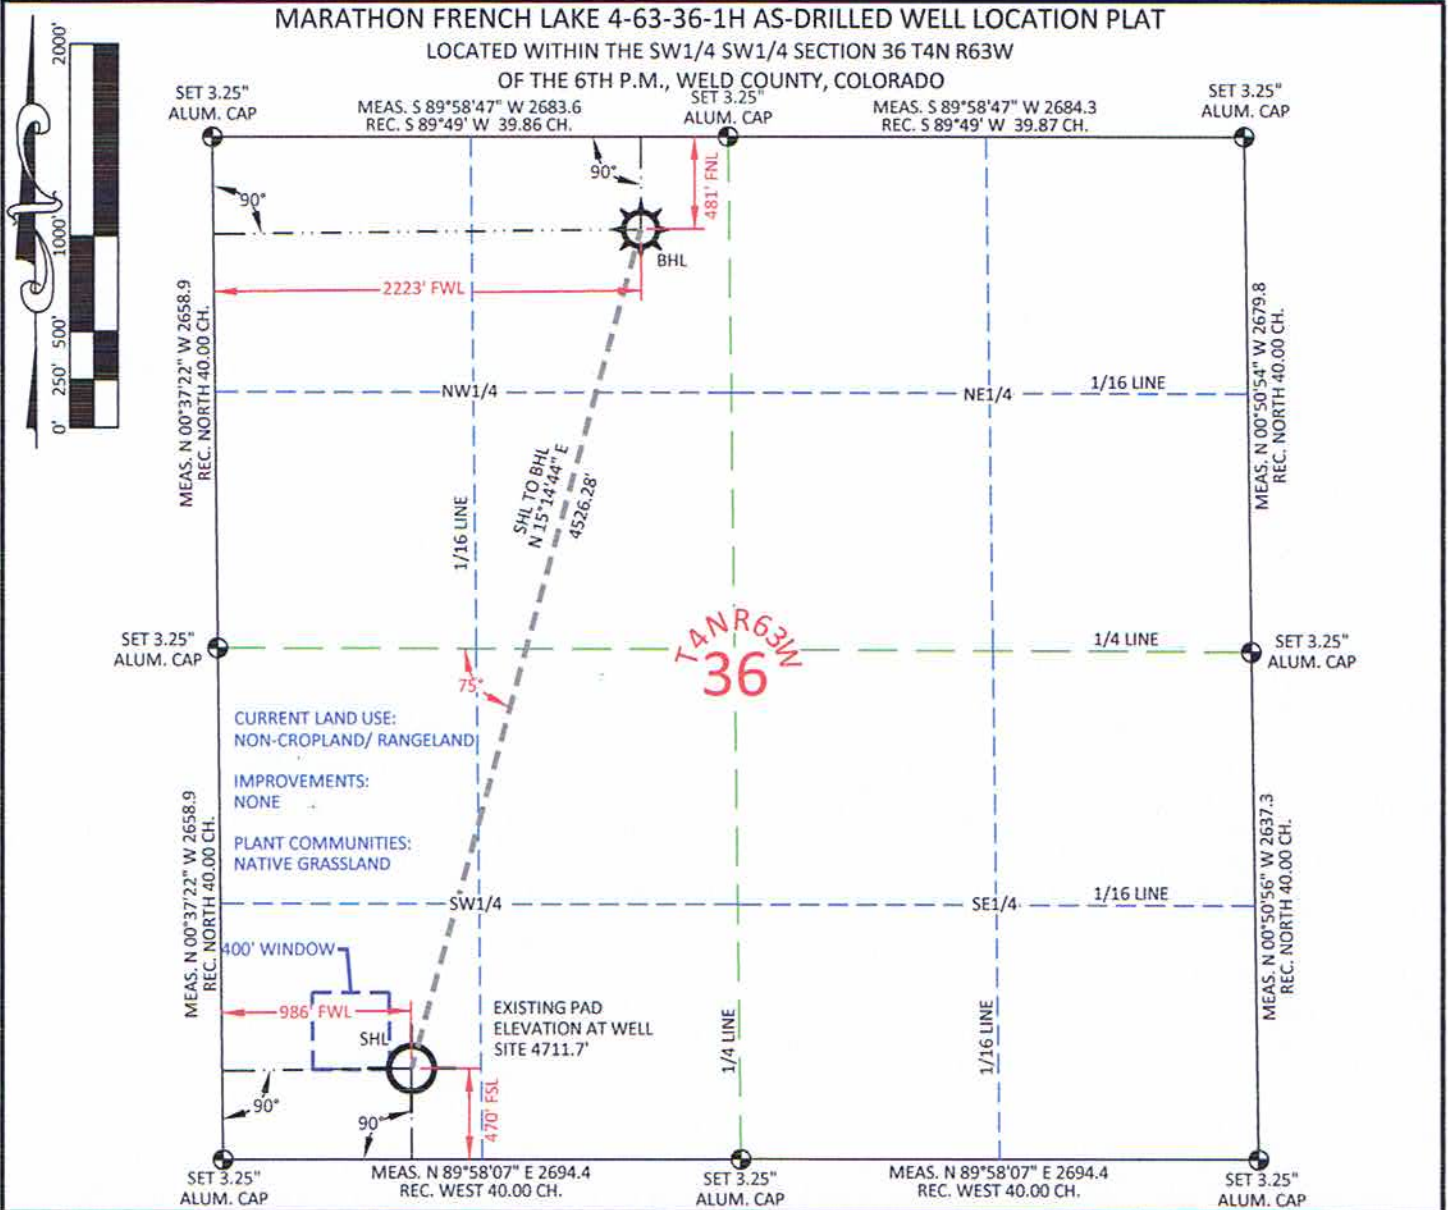 MARATHON FRENCH LAKE 4-63-36-1H AS-DRILLED WELL LOCATION PLAT
LOCATED WITHIN THE SW1/4 SW1/4 SECTION 36 T4N R63W
OF THE 6TH P.M., WELD COUNTY, COLORADO
2000'
1000'
500'
250'
0'
SET 3.25"
ALUM. CAP
MEAS. S 89°58'47" W 2683.6
REC. S 89°49' W 39.86 CH.
SET 3.25"
ALUM. CAP
MEAS. S 89°58'47" W 2684.3
REC. S 89°49' W 39.87 CH.
SET 3.25"
ALUM. CAP
90°
90°
481' FNL
BHL
2223' FWL
MEAS. N 00°37'22" W 2658.9
REC. NORTH 40.00 CH.
MEAS. N 00°50'54" W 2679.8
REC. NORTH 40.00 CH.
NW1/4
NE1/4
1/16 LINE
SHL TO BHL
N 15°14'44" E
4526.28'
1/16 LINE
T4N R63W
36
SET 3.25"
ALUM. CAP
1/4 LINE
SET 3.25"
ALUM. CAP
75°
CURRENT LAND USE:
NON-CROPLAND/ RANGELAND
IMPROVEMENTS:
NONE
PLANT COMMUNITIES:
NATIVE GRASSLAND
MEAS. N 00°37'22" W 2658.9
REC. NORTH 40.00 CH.
MEAS. N 00°50'56" W 2637.3
REC. NORTH 40.00 CH.
SW1/4
SE1/4
1/16 LINE
400' WINDOW
986' FWL
SHL
EXISTING PAD
ELEVATION AT WELL
SITE 4711.7'
1/4 LINE
1/16 LINE
470' FSL
90°
90°
SET 3.25"
ALUM. CAP
MEAS. N 89°58'07" E 2694.4
REC. WEST 40.00 CH.
SET 3.25"
ALUM. CAP
MEAS. N 89°58'07" E 2694.4
REC. WEST 40.00 CH.
SET 3.25"
ALUM. CAP